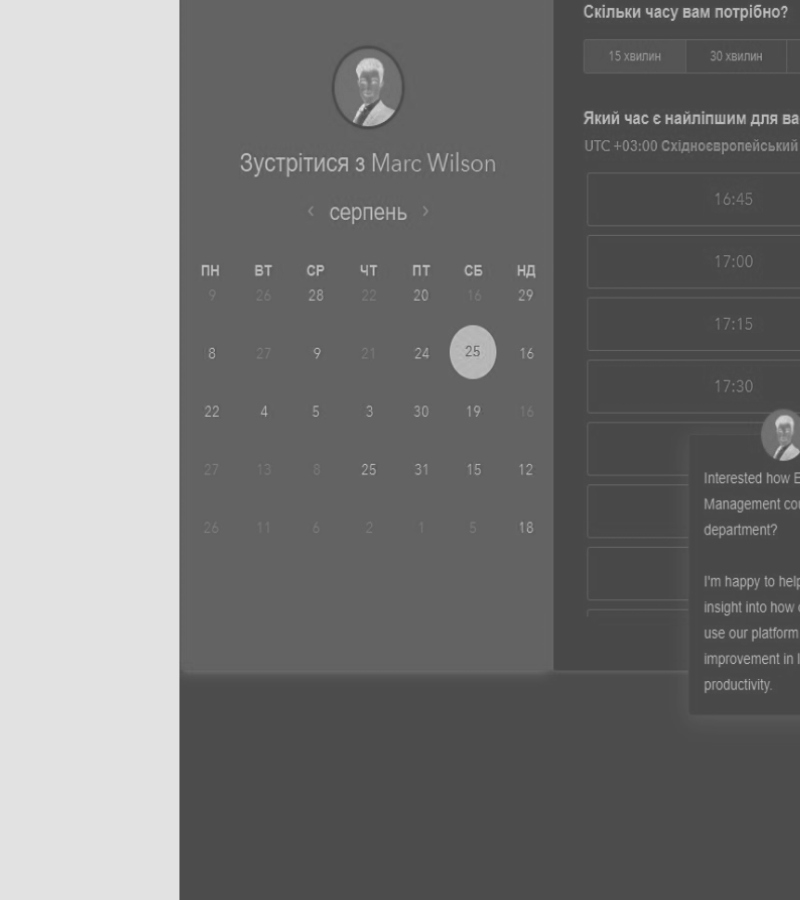 Скільки часу вам потрібно?
15 хвилин 30 хвилин
Який час є найліпшим для ва
UTC +03:00 Східноєвропейський
16:45
17:00
17:15
17:30
Зустрітися з Marc Wilson
‹ серпень ›
ПН ВТ СР ЧТ ПТ СБ НД
9 26 28 22 20 16 29
8 27 9 21 24 25 16
22 4 5 3 30 19 16
27 13 8 25 31 15 12
26 11 6 2 1 5 18
Interested how E
Management cou
department?
I'm happy to help
insight into how c
use our platform
improvement in l
productivity.